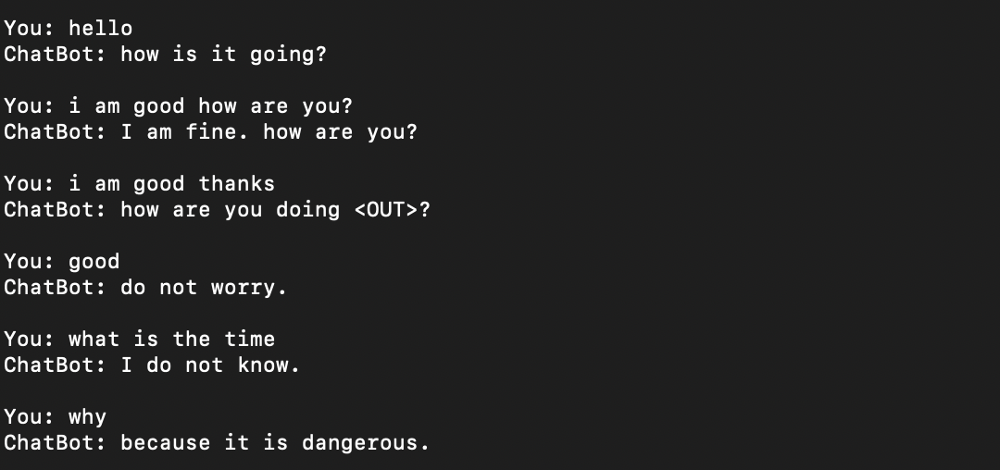 You: hello
ChatBot: how is it going?
You: i am good how are you?
ChatBot: I am fine. how are you?
You: i am good thanks
ChatBot: how are you doing <OUT>?
You: good
ChatBot: do not worry.
You: what is the time
ChatBot: I do not know.
You: why
ChatBot: because it is dangerous.